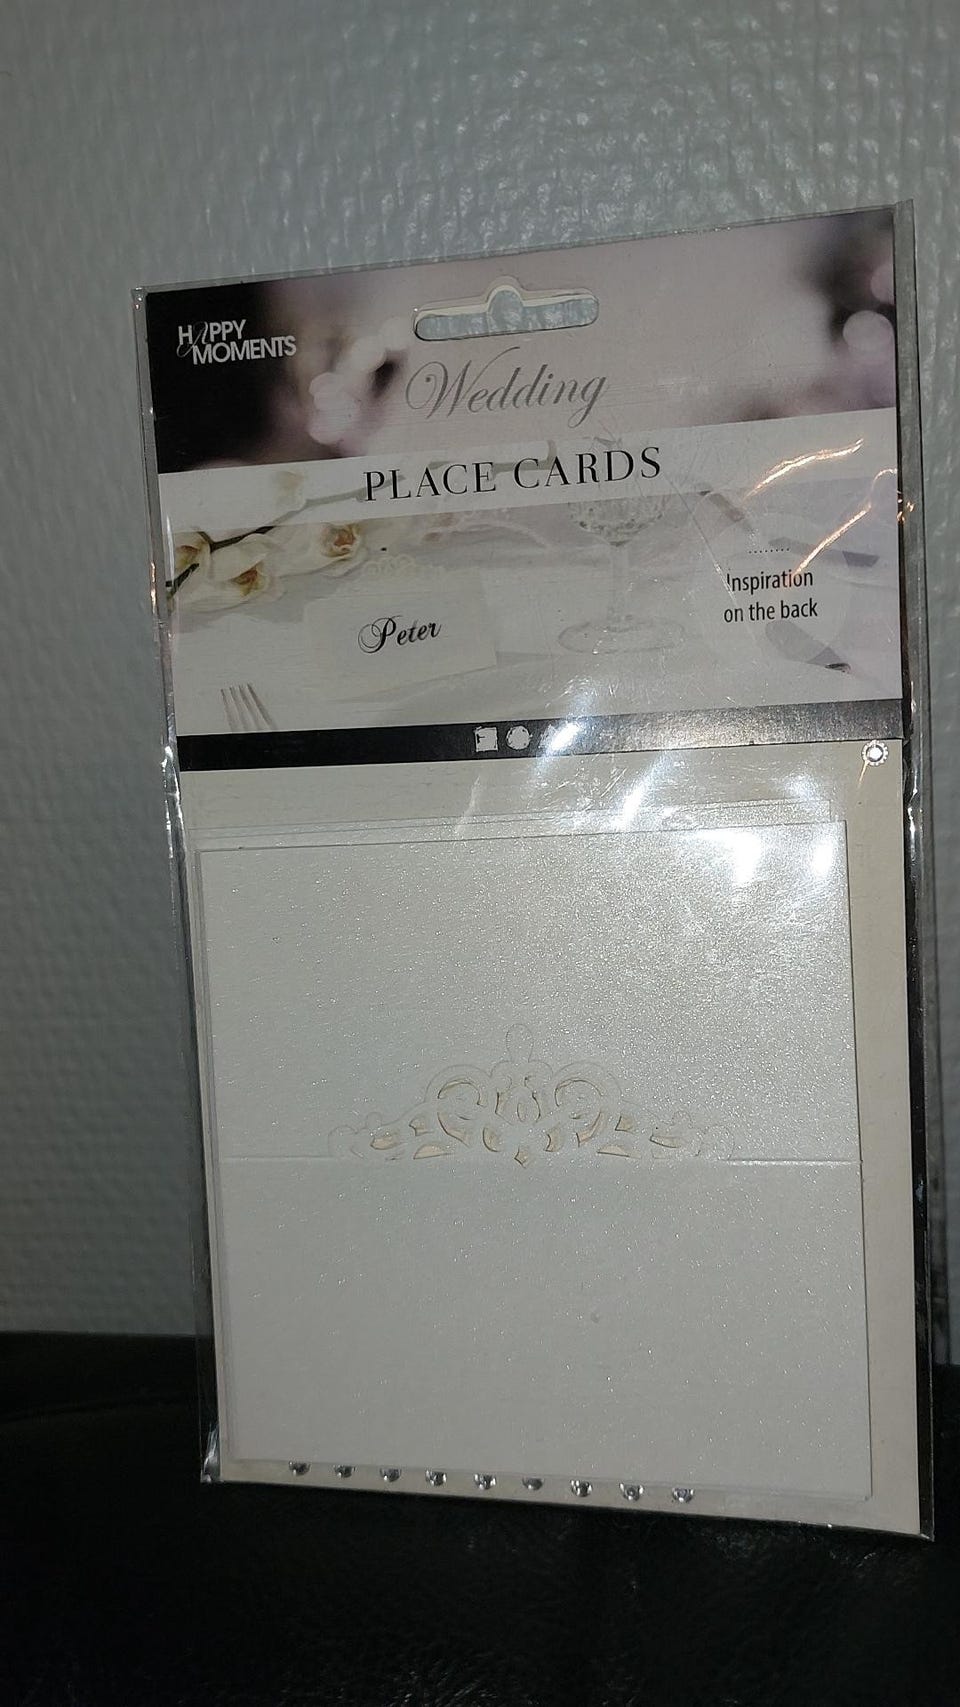 HAPPY
MOMENTS
Wedding
PLACE CARDS
Peter
Inspiration
on the back